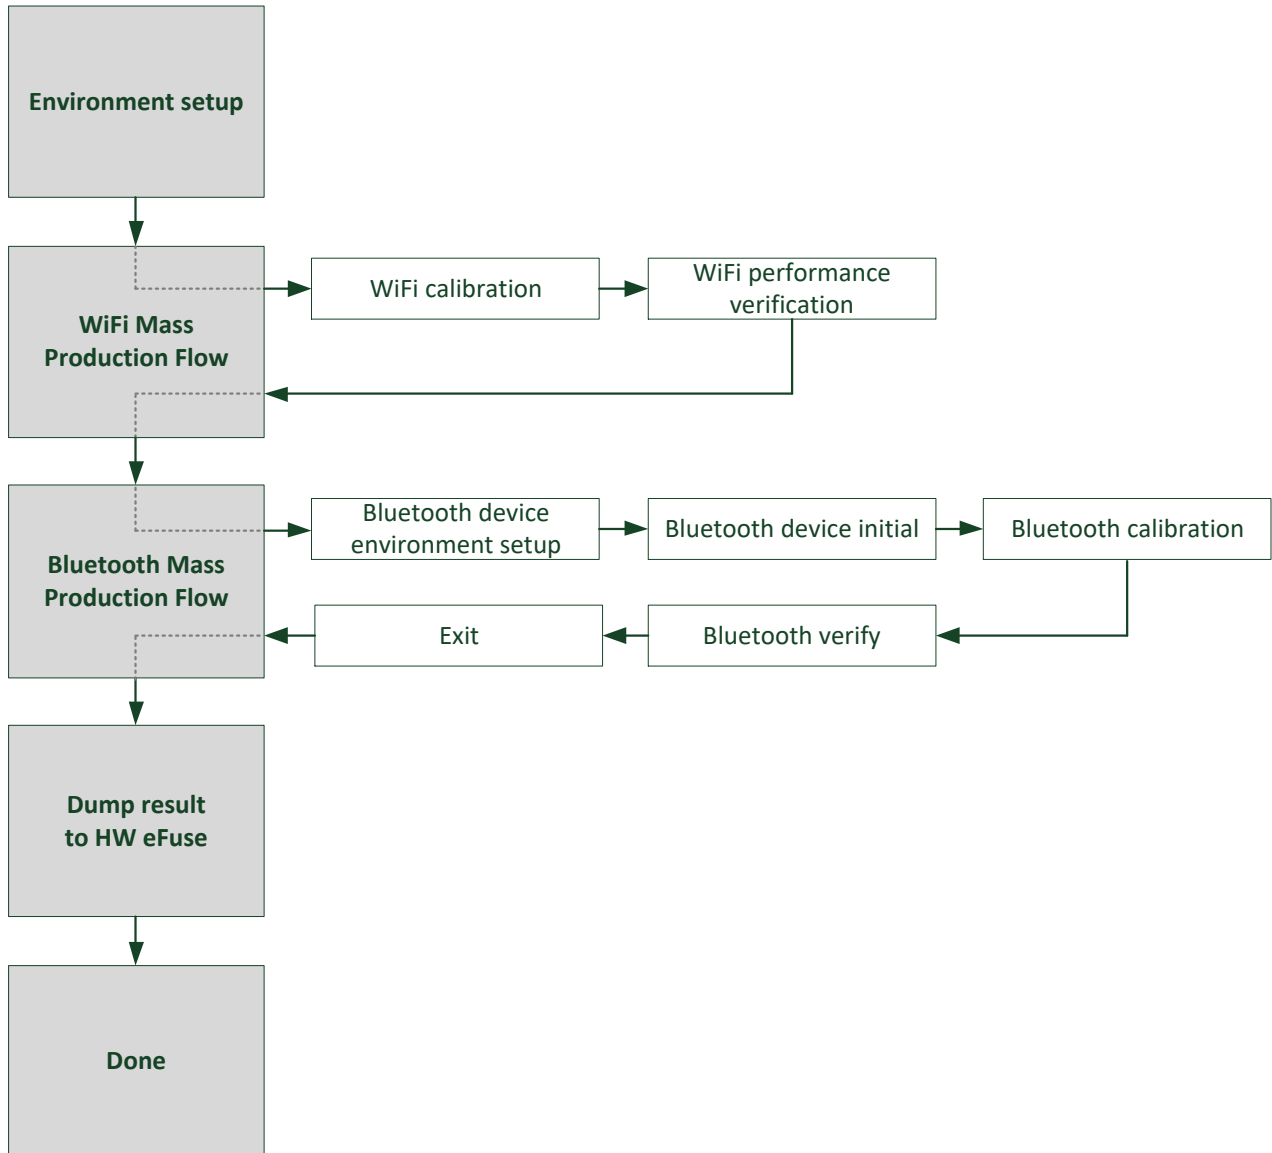 Environment setup
WiFi Mass
Production Flow
WiFi calibration
WiFi performance
verification
Bluetooth Mass
Production Flow
Bluetooth device
environment setup
Bluetooth device initial
Bluetooth calibration
Bluetooth verify
Exit
Dump result
to HW eFuse
Done